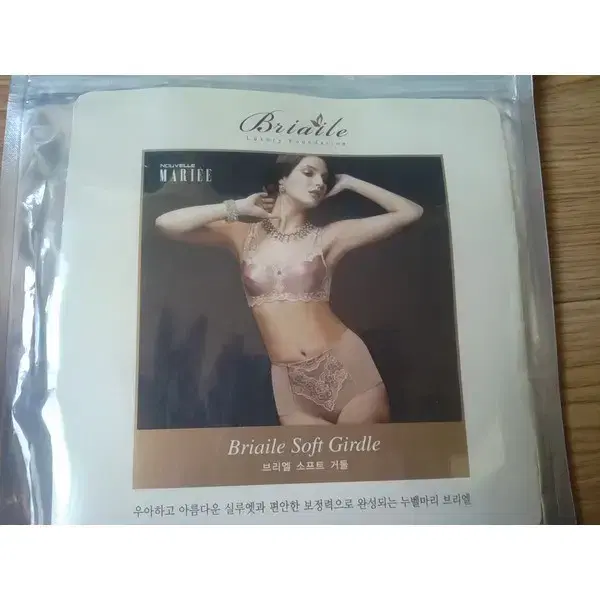 Briaile
Luxury Foundation
NOUVELLE
MARIEE
Briaile Soft Girdle
브리엘 소프트 거들
우아하고 아름다운 실루엣과 편안한 보정력으로 완성되는 누벨마리 브리엘